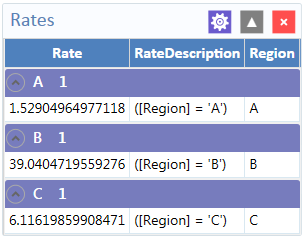 Rates
Rate RateDescription Region
A 1
1.52904964977118 ([Region] = 'A') A
B 1
39.0404719559276 ([Region] = 'B') B
C 1
6.11619859908471 ([Region] = 'C') C